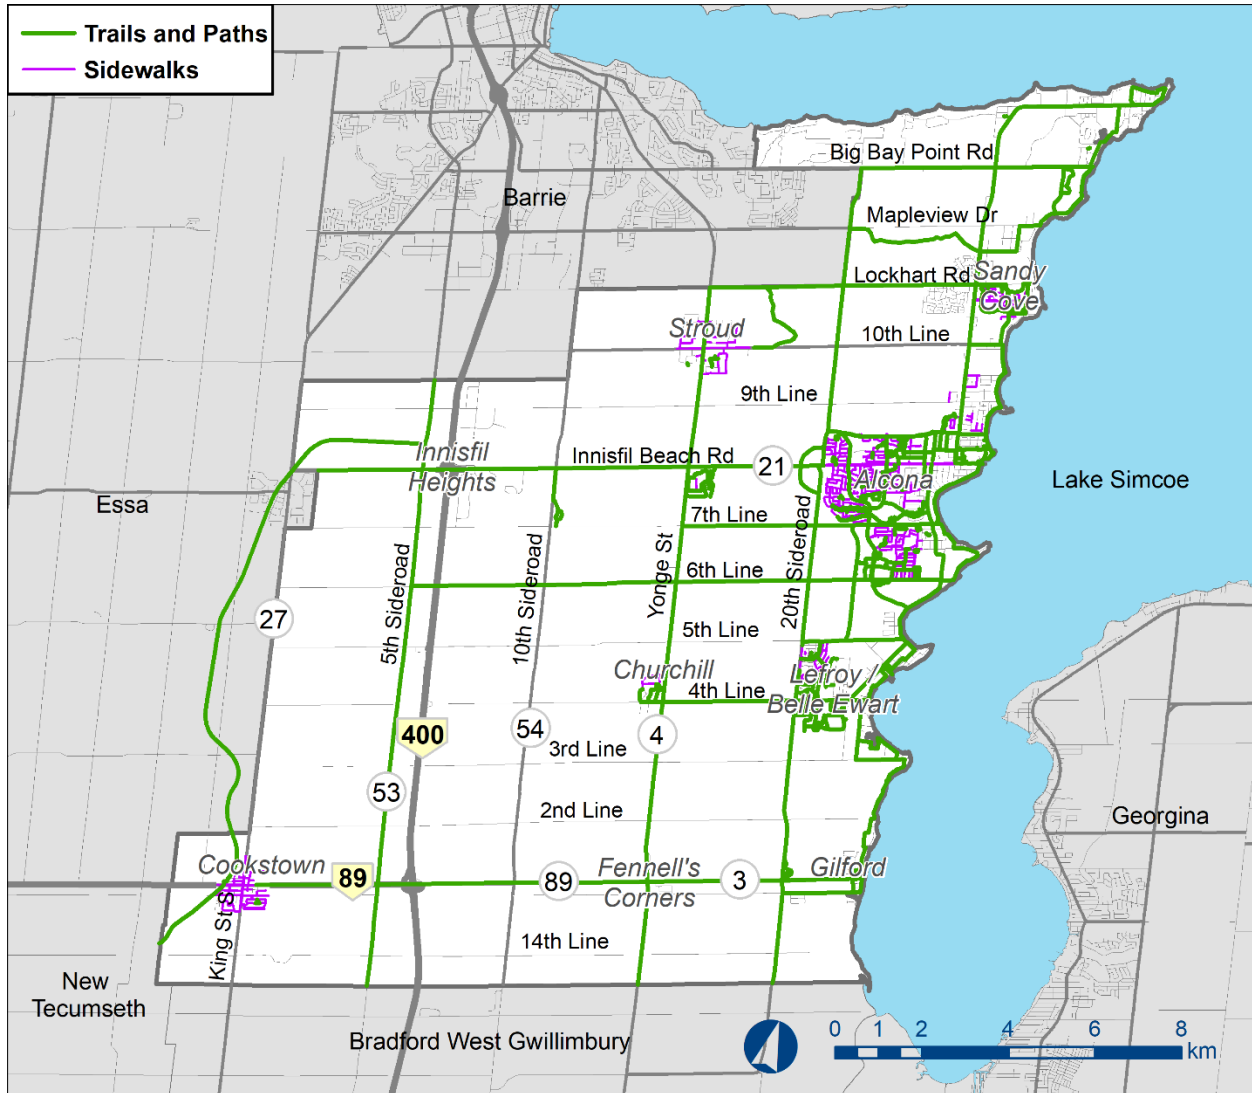 Trails and Paths
Sidewalks
Big Bay Point Rd
Barrie
Mapleview Dr
Lockhart Rd
Sandy
Cove
Stroud
10th Line
9th Line
Innisfil
Heights
Innisfil Beach Rd
21
Alcona
Lake Simcoe
Essa
7th Line
5th Sideroad
10th Sideroad
Yonge St
20th Sideroad
6th Line
27
5th Line
Churchill
4th Line
Lefroy /
Belle Ewart
400
54
4
3rd Line
53
2nd Line
Georgina
Cookstown
89
89
Fennell's
Corners
3
Gilford
King St S
14th Line
New
Tecumseth
Bradford West Gwillimbury
0 1 2 4 6 8
km